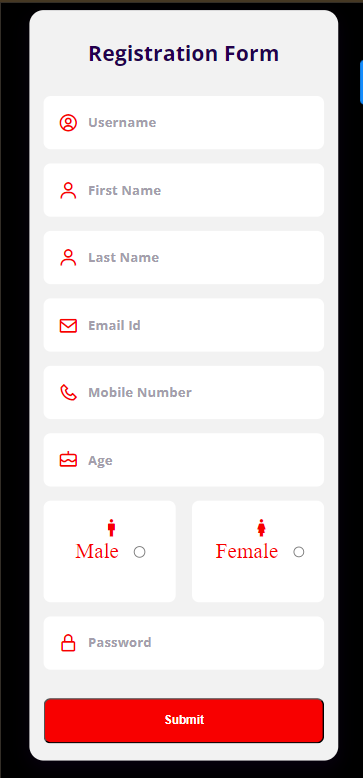 Registration Form
Username
First Name
Last Name
Email Id
Mobile Number
Age
Male Female
Password
Submit